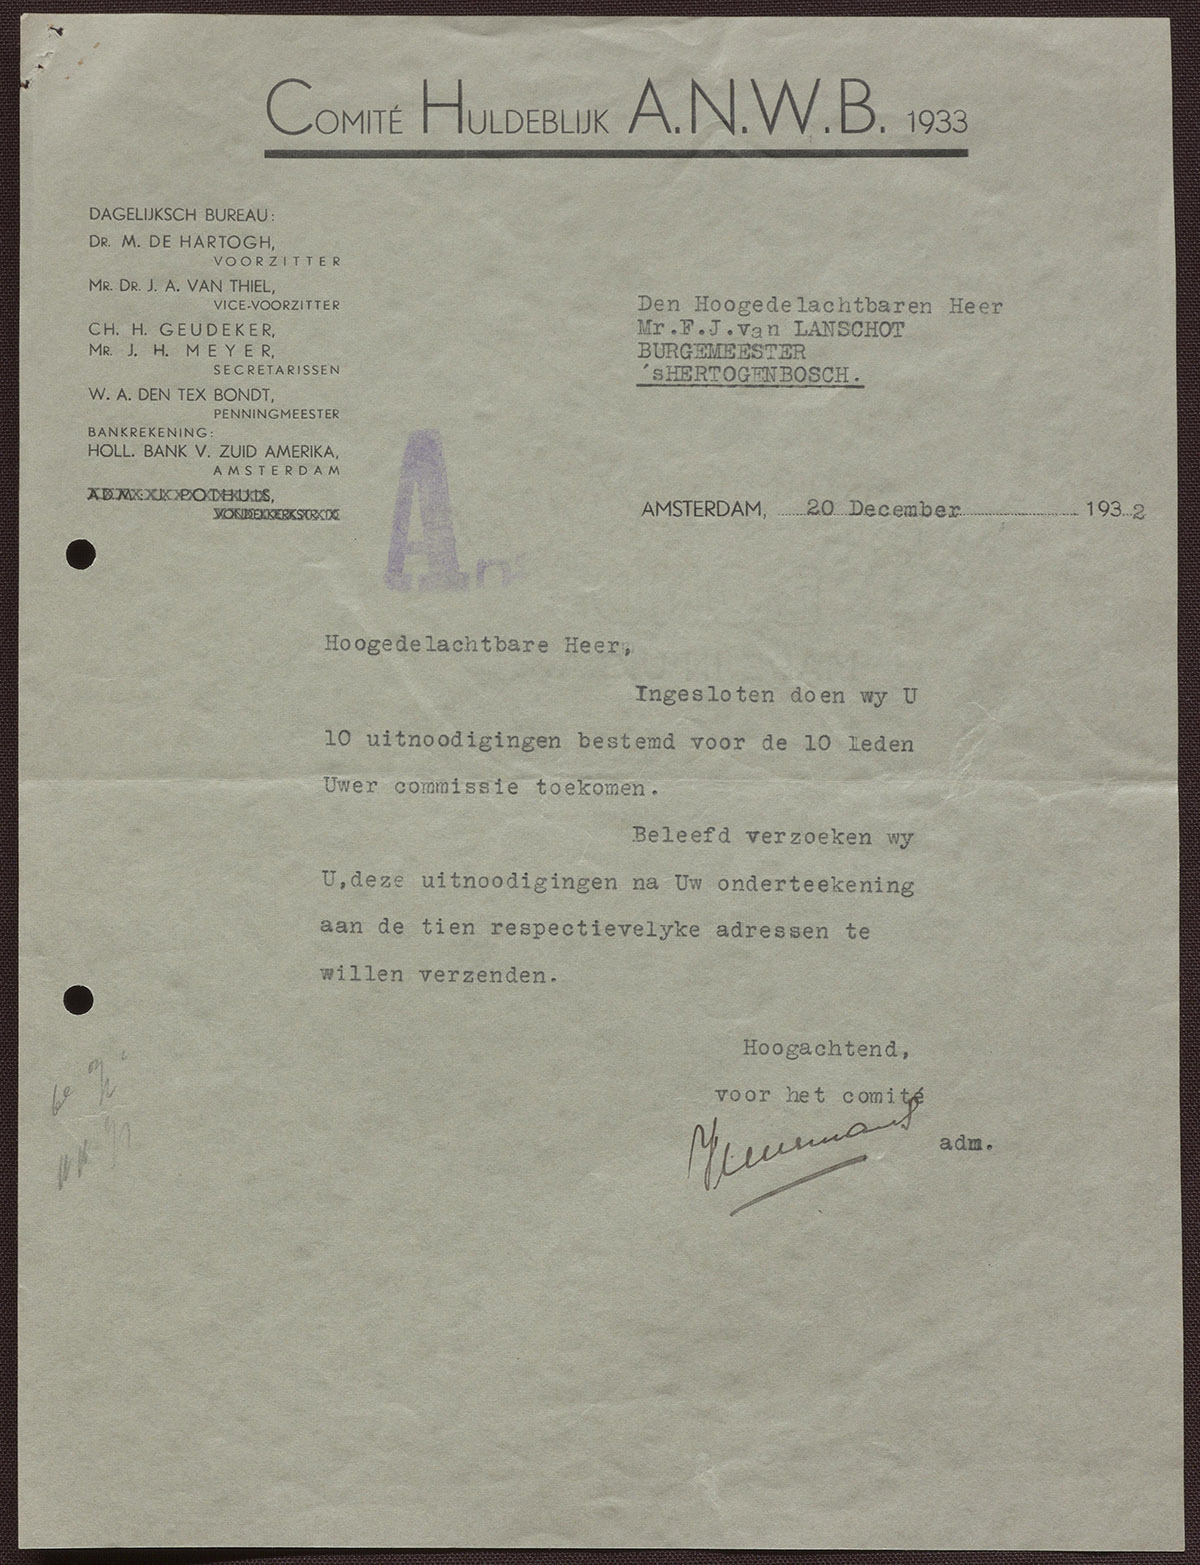 COMITÉ HULDEBLIJK A.N.W.B. 1933
DAGELIJKSCH BUREAU:
DR. M. DE HARTOGH,
VOORZITTER
MR. DR. J. A. VAN THIEL,
VICE-VOORZITTER
CH. H. GEUDEKER,
MR. J. H. MEYER,
SECRETARISSEN
W. A. DEN TEX BONDT,
PENNINGMEESTER
BANKREKENING:
HOLL. BANK V. ZUID AMERIKA,
AMSTERDAM
Den Hoogedelachtbaren Heer
Mr.F.J.van LANSCHOT
BURGEMEESTER
'sHERTOGENBOSCH.
AMSTERDAM, 20 December 1932
A
Hoogedelachtbare Heer,
Ingesloten doen wy U
10 uitnoodigingen bestemd voor de 10 leden
Uwer commissie toekomen.
Beleefd verzoeken wy
U,deze uitnoodigingen na Uw onderteekening
aan de tien respectievelyke adressen te
willen verzenden.
Hoogachtend,
voor het comité
adm.